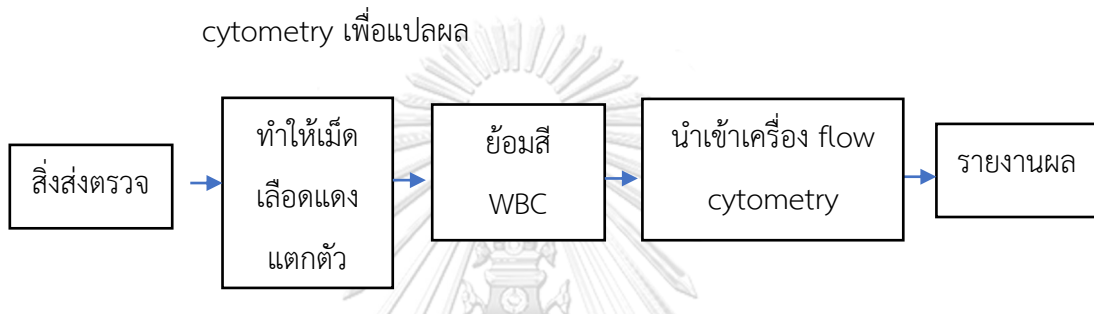 cytometry เพื่อแปลผล
สิ่งส่งตรวจ
ทำให้เม็ด
เลือดแดง
แตกตัว
ย้อมสี
WBC
นำเข้าเครื่อง flow
cytometry
รายงานผล